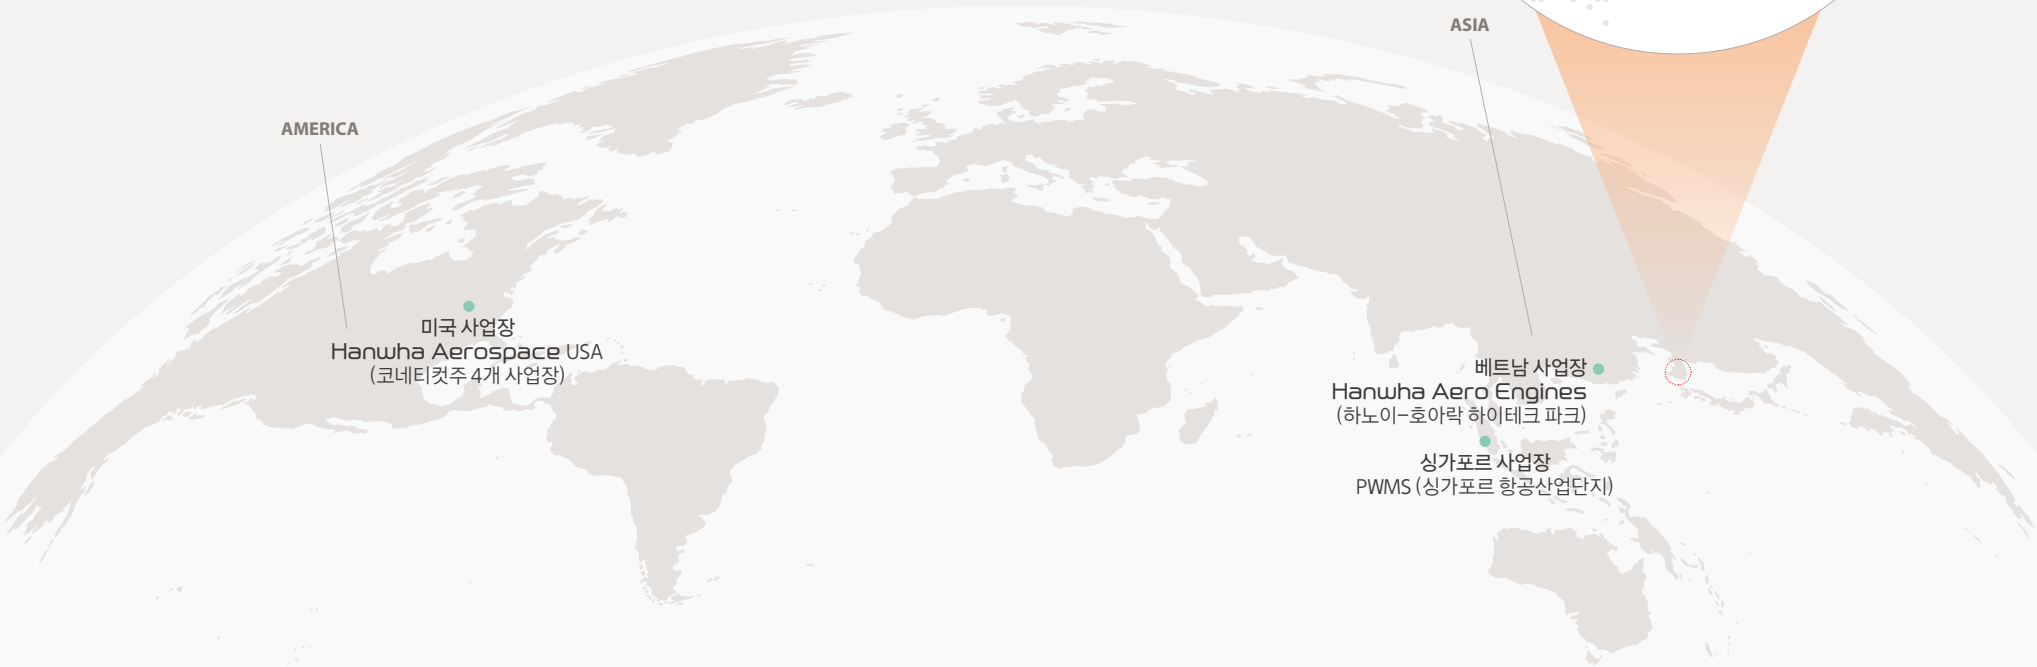 AMERICA
미국 사업장
Hanwha Aerospace USA
(코네티컷주 4개 사업장)
ASIA
베트남 사업장
Hanwha Aero Engines
(하노이-호아락 하이테크 파크)
싱가포르 사업장
PWMS (싱가포르 항공산업단지)